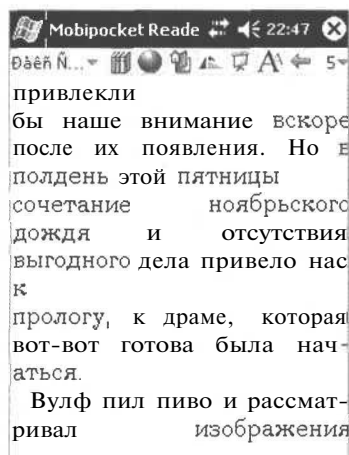 Mobipocket Reade 22:47
Ðàêñ Ñ... 5
привлекли
бы наше внимание вскоре
после их появления. Но в
полдень этой пятницы
сочетание ноябрьского
дождя и отсутствия
выгодного дела привело нас
к
прологу, к драме, которая
вот-вот готова была нач-
аться.
Вулф пил пиво и рассмат-
ривал изображения